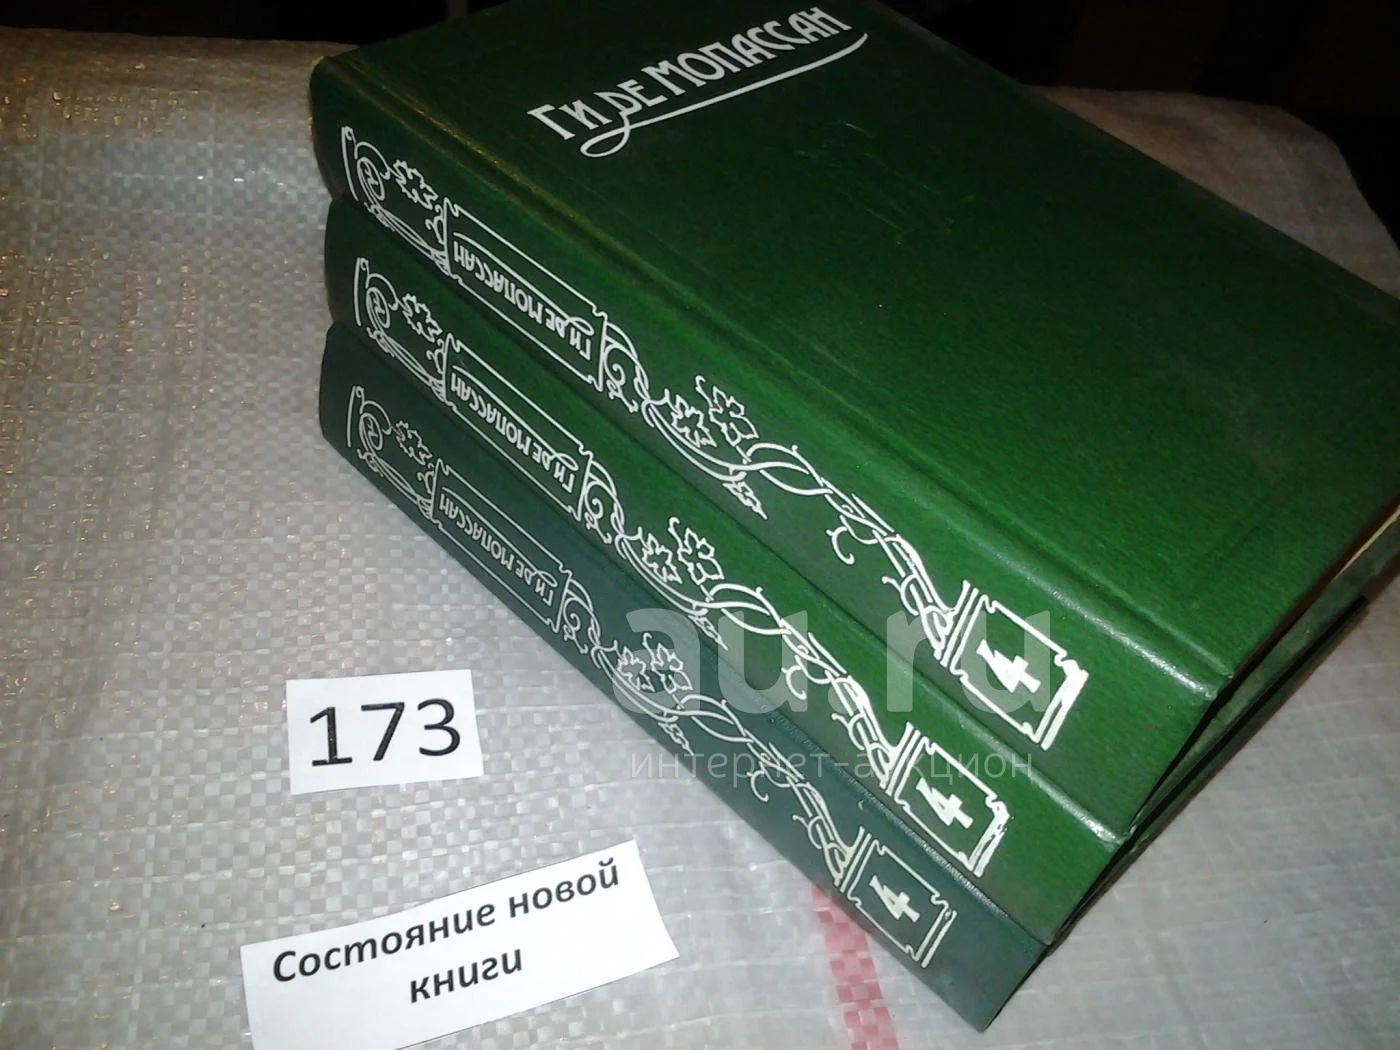 ГИ ДЕ МОПАССАН
ГИ ДЕ МОПАССАН
4
ГИ ДЕ МОПАССАН
4
ГИ ДЕ МОПАССАН
4
au.ru
интернет-аукцион
173
Состояние новой
книги